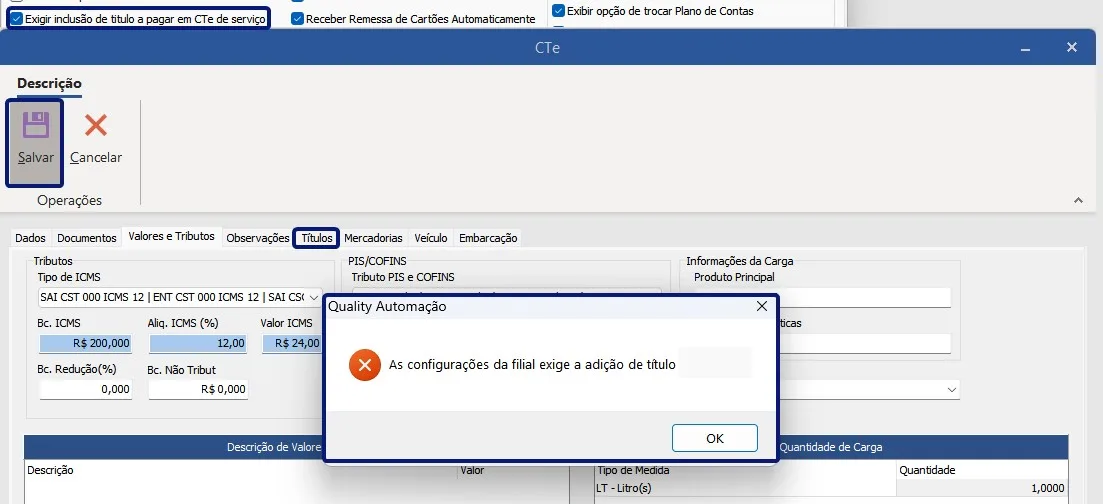 Exigir inclusão de título a pagar em CTe de serviço
Receber Remessa de Cartões Automaticamente
Exibir opção de trocar Plano de Contas
CTe
Descrição
Salvar
Cancelar
Operações
Dados
Documentos
Valores e Tributos
Observações
Títulos
Mercadorias
Veículo
Embarcação
Tributos
PIS/COFINS
Informações da Carga
Tipo de ICMS
Tributo PIS e COFINS
Produto Principal
SAI CST 000 ICMS 12 | ENT CST 000 ICMS 12 | SAI CSO
Quality Automação
Bc. ICMS
Aliq. ICMS (%)
Valor ICMS
R$ 200,000
12,00
R$ 24,00
As configurações da filial exige a adição de título
Bc. Redução(%)
Bc. Não Tribut
0,000
R$ 0,000
OK
Descrição de Valore
Quantidade de Carga
Descrição
Valor
Tipo de Medida
Quantidade
LT - Litro(s)
1,0000